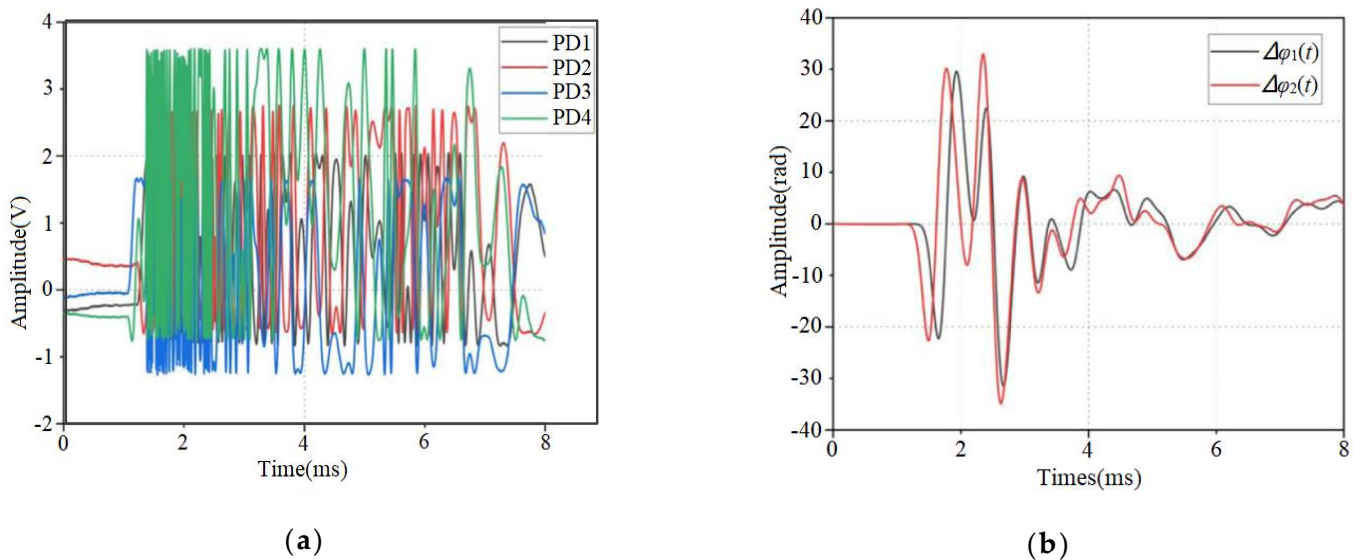 4
3
2
1
0
-1
-2
Amplitude(V)
PD1
PD2
PD3
PD4
0
2
4
6
8
Time(ms)
(a)
40
30
20
10
0
-10
-20
-30
-40
Amplitude(rad)
Δφ1(t)
Δφ2(t)
0
2
4
6
8
Times(ms)
(b)